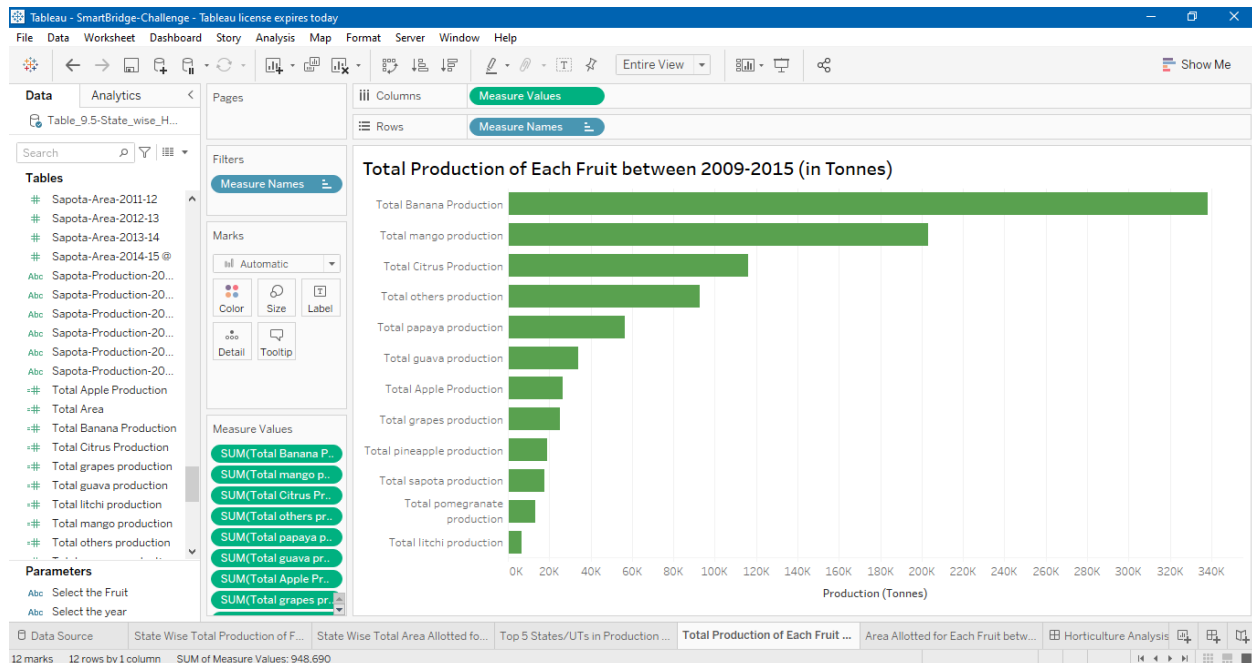 Tableau - SmartBridge-Challenge - Tableau license expires today
File Data Worksheet Dashboard Story Analysis Map Format Server Window Help
Entire View
Show Me
Data Analytics
Table_9.5-State_wise_H...
Search
Tables
# Sapota-Area-2011-12
# Sapota-Area-2012-13
# Sapota-Area-2013-14
# Sapota-Area-2014-15 @
Abc Sapota-Production-20...
Abc Sapota-Production-20...
Abc Sapota-Production-20...
Abc Sapota-Production-20...
Abc Sapota-Production-20...
Abc Sapota-Production-20...
=# Total Apple Production
=# Total Area
=# Total Banana Production
=# Total Citrus Production
=# Total grapes production
=# Total guava production
=# Total litchi production
=# Total mango production
=# Total others production
Parameters
Abc Select the Fruit
Abc Select the year
Pages
Filters
Measure Names
Marks
Automatic
Color Size Label
Detail Tooltip
Measure Values
SUM(Total Banana P..
SUM(Total mango p..
SUM(Total Citrus Pr..
SUM(Total others pr..
SUM(Total papaya p..
SUM(Total guava pr..
SUM(Total Apple Pr..
SUM(Total grapes pr..
Columns Measure Values
Rows Measure Names
Total Production of Each Fruit between 2009-2015 (in Tonnes)
Total Banana Production
Total mango production
Total Citrus Production
Total others production
Total papaya production
Total guava production
Total Apple Production
Total grapes production
Total pineapple production
Total sapota production
Total pomegranate
production
Total litchi production
0K 20K 40K 60K 80K 100K 120K 140K 160K 180K 200K 220K 240K 260K 280K 300K 320K 340K
Production (Tonnes)
Data Source State Wise Total Production of F... State Wise Total Area Allotted fo... Top 5 States/UTs in Production ... Total Production of Each Fruit ... Area Allotted for Each Fruit betw... Horticulture Analysis
12 marks 12 rows by 1 column SUM of Measure Values: 948,690